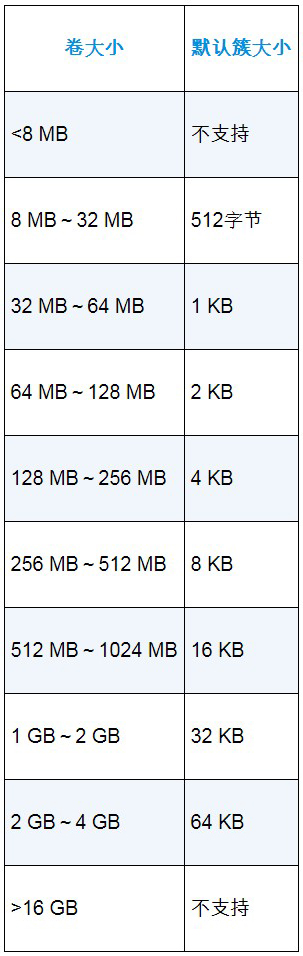 卷大小 默认簇大小
<8 MB 不支持
8 MB～32 MB 512字节
32 MB～64 MB 1 KB
64 MB～128 MB 2 KB
128 MB～256 MB 4 KB
256 MB～512 MB 8 KB
512 MB～1024 MB 16 KB
1 GB～2 GB 32 KB
2 GB～4 GB 64 KB
>16 GB 不支持